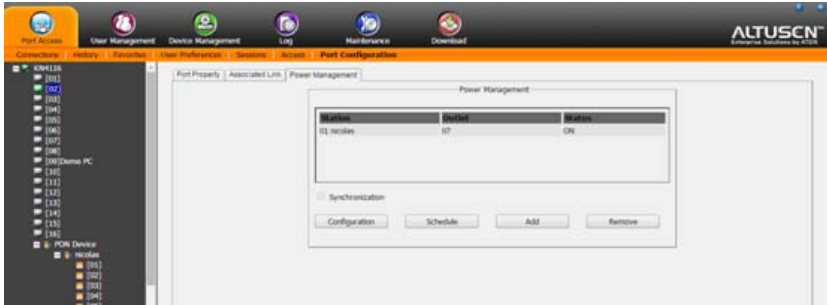 Port Access
User Management
Device Management
Log
Maintenance
Download
ALTUSCN
Enterprise Solutions by ATEN
Connections History Favorites User Preferences Sessions Access Port Configuration
KN4116
[01]
[02]
[03]
[04]
[05]
[06]
[07]
[08]
[09]Demo PC
[10]
[11]
[12]
[13]
[14]
[15]
[16]
PON Device
nicolas
[01]
[02]
[03]
[04]
Port Property Associated Link Power Management
Power Management
Station Outlet Status
01 nicolas 07 ON
Synchronization
Configuration Schedule Add Remove